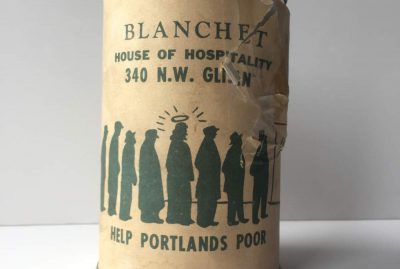 BLANCHET
HOUSE OF HOSPITALITY
340 N.W.
HELP PORTLANDS POOR